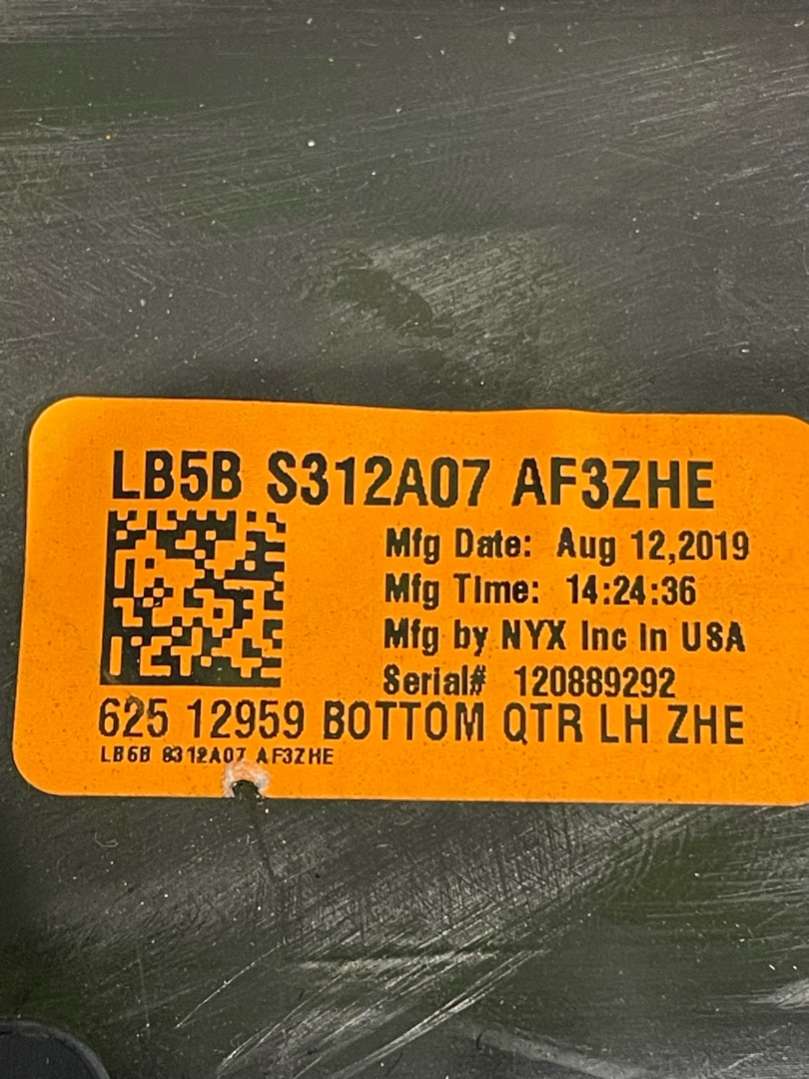 LB5B S312A07 AF3ZHE
Mfg Date: Aug 12,2019
Mfg Time: 14:24:36
Mfg by NYX Inc in USA
Serial# 120889292
625 12959 BOTTOM QTR LH ZHE
LB5B S312A07 AF3ZHE